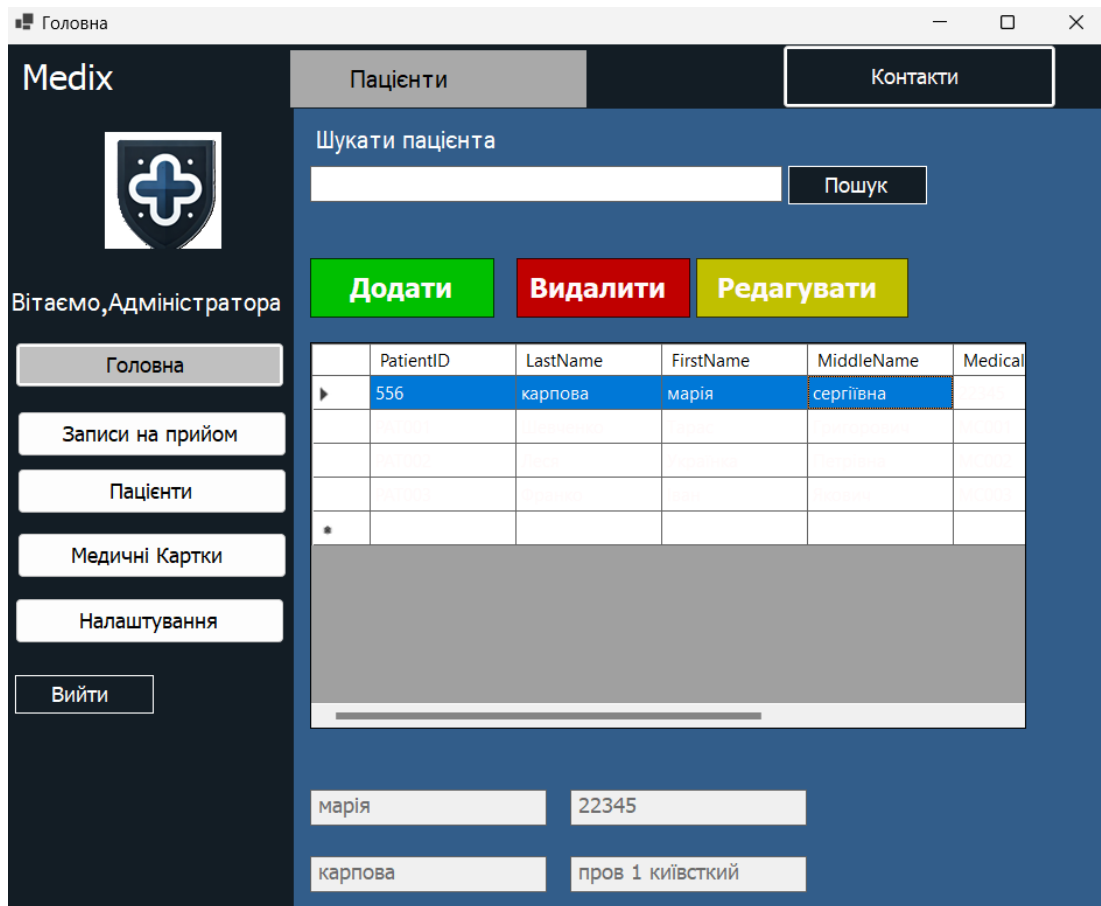 Головна
Medix
Пацієнти
Контакти
Шукати пацієнта
Пошук
Додати Видалити Редагувати
Вітаємо,Адміністратора
Головна
Записи на прийом
Пацієнти
Медичні Картки
Налаштування
Вийти
PatientID LastName FirstName MiddleName Medical
556 карпова марія сергіївна
марія 22345
карпова пров 1 київсткий